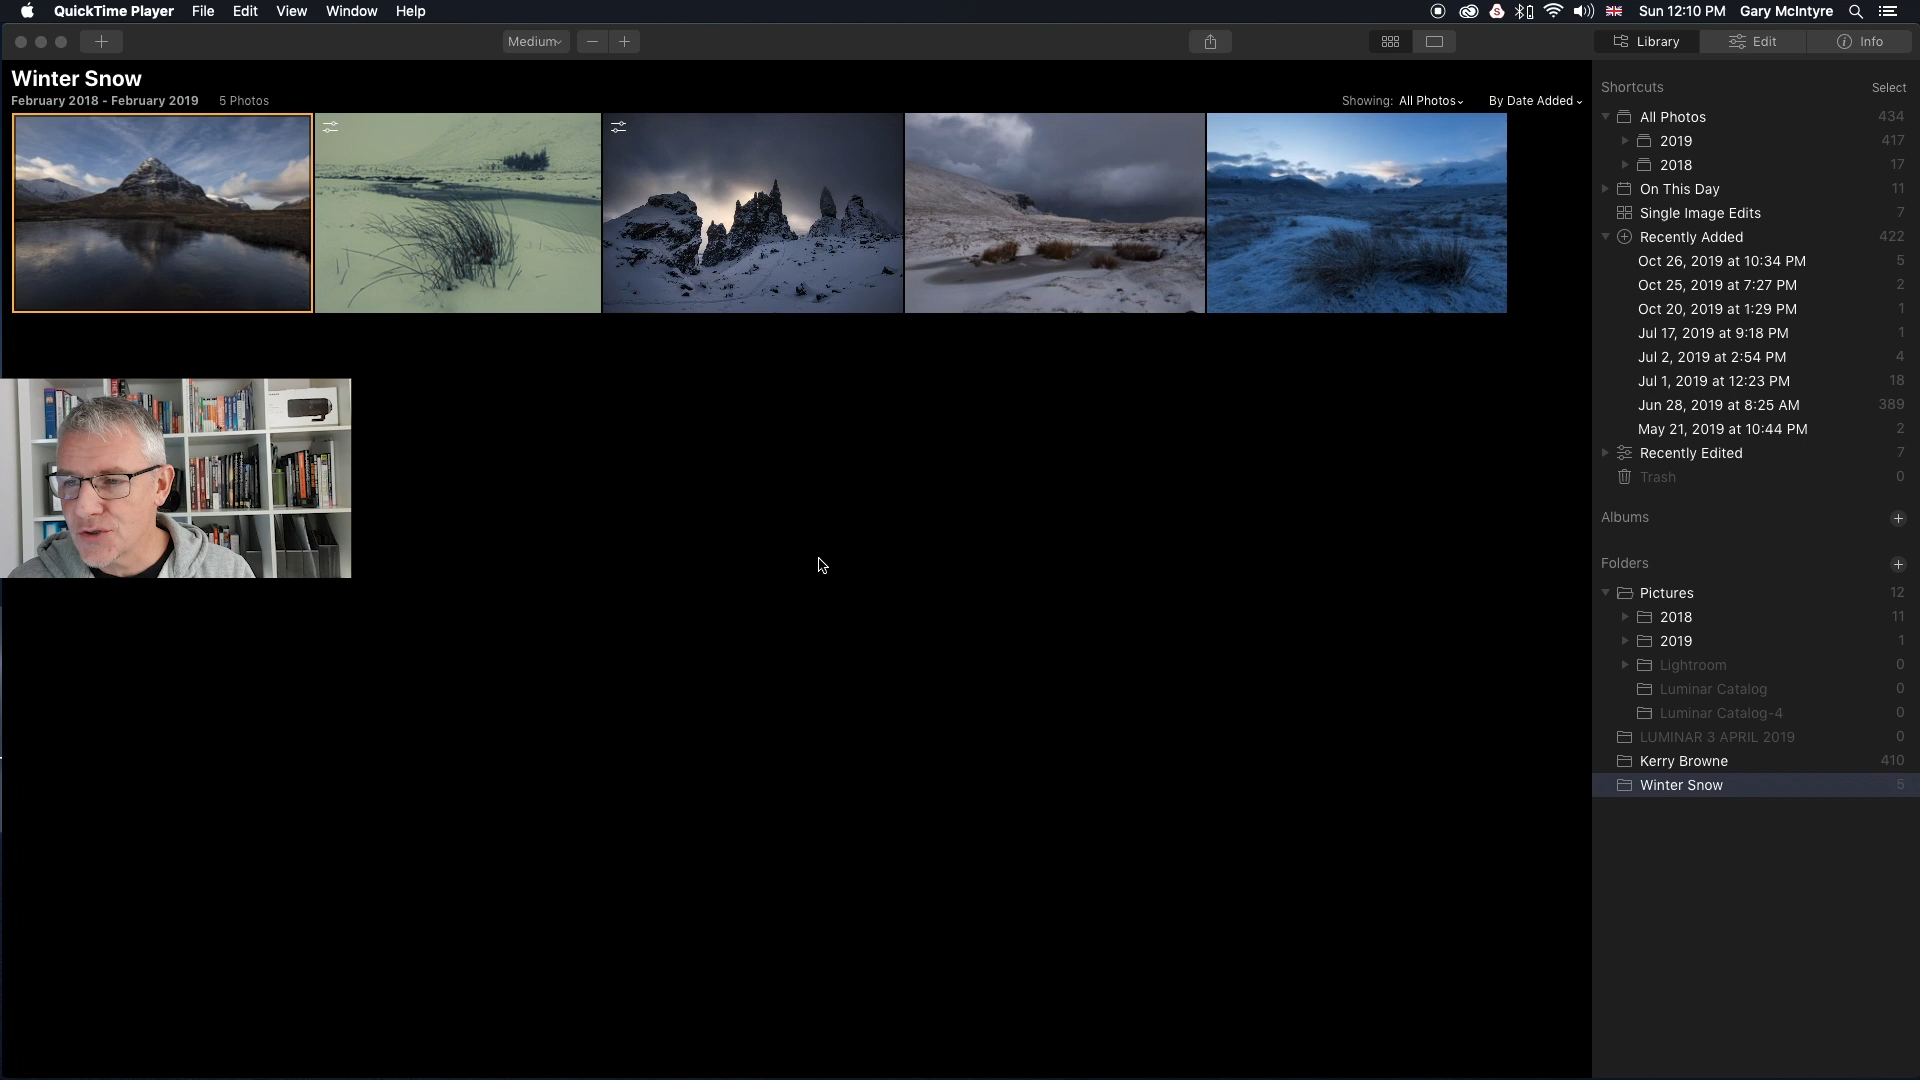 QuickTime Player File Edit View Window Help
Sun 12:10 PM Gary McIntyre
Medium
Library Edit Info
Winter Snow
February 2018 - February 2019 5 Photos
Showing: All Photos By Date Added
Shortcuts Select
All Photos 434
2019 417
2018 17
On This Day 11
Single Image Edits 7
Recently Added 422
Oct 26, 2019 at 10:34 PM 5
Oct 25, 2019 at 7:27 PM 2
Oct 20, 2019 at 1:29 PM 1
Jul 17, 2019 at 9:18 PM 1
Jul 2, 2019 at 2:54 PM 4
Jul 1, 2019 at 12:23 PM 18
Jun 28, 2019 at 8:25 AM 389
May 21, 2019 at 10:44 PM 2
Recently Edited 7
Trash 0
Albums
Folders
Pictures 12
2018 11
2019 1
Lightroom 0
Luminar Catalog 0
Luminar Catalog-4 0
LUMINAR 3 APRIL 2019 0
Kerry Browne 410
Winter Snow 5